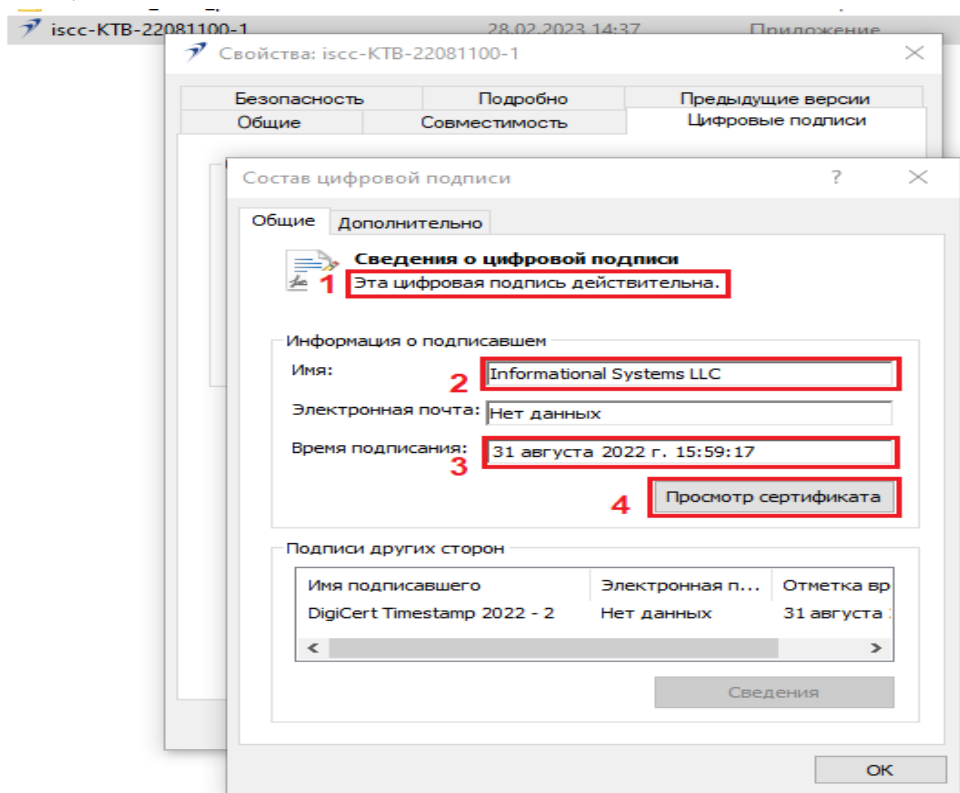 iscc-KTB-22081100-1 28.02.2023 14:37 Приложение
Свойства: iscc-KTB-22081100-1
Безопасность Подробно Предыдущие версии
Общие Совместимость Цифровые подписи
Состав цифровой подписи ?
Общие Дополнительно
Сведения о цифровой подписи
1 Эта цифровая подпись действительна.
Информация о подписавшем
Имя: 2 Informational Systems LLC
Электронная почта: Нет данных
Время подписания: 3 31 августа 2022 г. 15:59:17
4 Просмотр сертификата
Подписи других сторон
Имя подписавшего Электронная п... Отметка вр
DigiCert Timestamp 2022 - 2 Нет данных 31 августа
Сведения
ОК